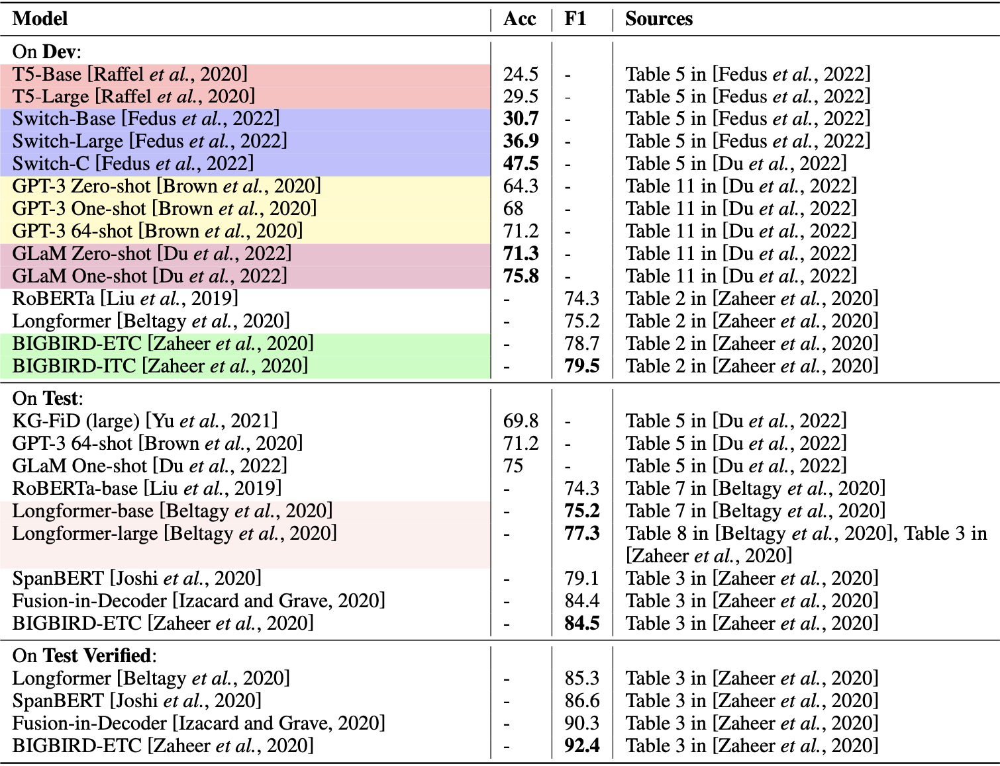 Model Acc F1 Sources
On Dev:
T5-Base [Raffel et al., 2020] 24.5 - Table 5 in [Fedus et al., 2022]
T5-Large [Raffel et al., 2020] 29.5 - Table 5 in [Fedus et al., 2022]
Switch-Base [Fedus et al., 2022] 30.7 - Table 5 in [Fedus et al., 2022]
Switch-Large [Fedus et al., 2022] 36.9 - Table 5 in [Fedus et al., 2022]
Switch-C [Fedus et al., 2022] 47.5 - Table 5 in [Du et al., 2022]
GPT-3 Zero-shot [Brown et al., 2020] 64.3 - Table 11 in [Du et al., 2022]
GPT-3 One-shot [Brown et al., 2020] 68 - Table 11 in [Du et al., 2022]
GPT-3 64-shot [Brown et al., 2020] 71.2 - Table 11 in [Du et al., 2022]
GLaM Zero-shot [Du et al., 2022] 71.3 - Table 11 in [Du et al., 2022]
GLaM One-shot [Du et al., 2022] 75.8 - Table 11 in [Du et al., 2022]
RoBERTa [Liu et al., 2019] - 74.3 Table 2 in [Zaheer et al., 2020]
Longformer [Beltagy et al., 2020] - 75.2 Table 2 in [Zaheer et al., 2020]
BIGBIRD-ETC [Zaheer et al., 2020] - 78.7 Table 2 in [Zaheer et al., 2020]
BIGBIRD-ITC [Zaheer et al., 2020] - 79.5 Table 2 in [Zaheer et al., 2020]
On Test:
KG-FiD (large) [Yu et al., 2021] 69.8 - Table 5 in [Du et al., 2022]
GPT-3 64-shot [Brown et al., 2020] 71.2 - Table 5 in [Du et al., 2022]
GLaM One-shot [Du et al., 2022] 75 - Table 5 in [Du et al., 2022]
RoBERTa-base [Liu et al., 2019] - 74.3 Table 7 in [Beltagy et al., 2020]
Longformer-base [Beltagy et al., 2020] - 75.2 Table 7 in [Beltagy et al., 2020]
Longformer-large [Beltagy et al., 2020] - 77.3 Table 8 in [Beltagy et al., 2020], Table 3 in
[Zaheer et al., 2020]
SpanBERT [Joshi et al., 2020] - 79.1 Table 3 in [Zaheer et al., 2020]
Fusion-in-Decoder [Izacard and Grave, 2020] - 84.4 Table 3 in [Zaheer et al., 2020]
BIGBIRD-ETC [Zaheer et al., 2020] - 84.5 Table 3 in [Zaheer et al., 2020]
On Test Verified:
Longformer [Beltagy et al., 2020] - 85.3 Table 3 in [Zaheer et al., 2020]
SpanBERT [Joshi et al., 2020] - 86.6 Table 3 in [Zaheer et al., 2020]
Fusion-in-Decoder [Izacard and Grave, 2020] - 90.3 Table 3 in [Zaheer et al., 2020]
BIGBIRD-ETC [Zaheer et al., 2020] - 92.4 Table 3 in [Zaheer et al., 2020]